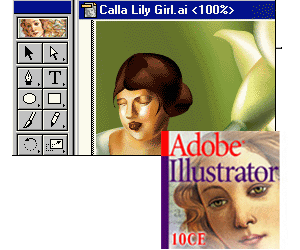 Calla Lily Girl.ai <100%>
T
Adobe
Illustrator
10CE